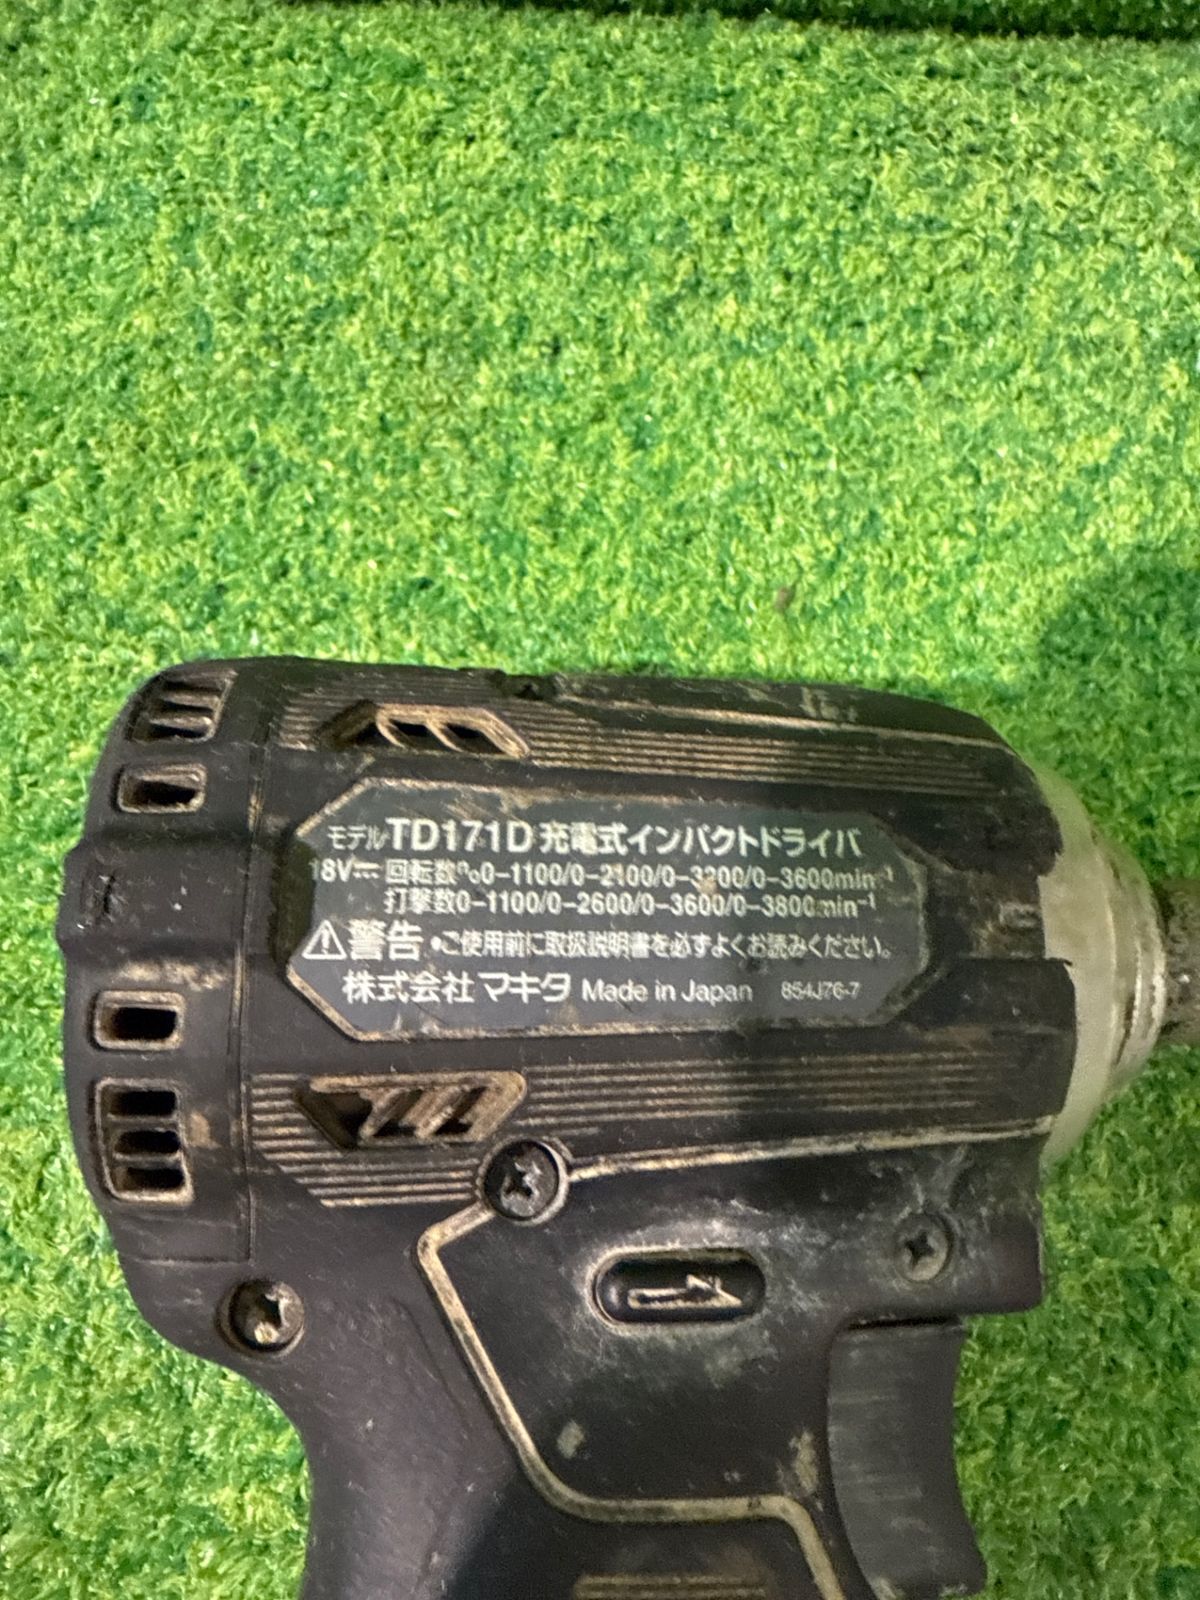 モデルTD171D 充電式インパクトドライバ
18V⎓ 回転数n₀0-1100/0-2100/0-3200/0-3600min⁻¹
打撃数0-1100/0-2600/0-3600/0-3800min⁻¹
⚠警告 •ご使用前に取扱説明書を必ずよくお読みください。
株式会社 マキタ Made in Japan 854J76-7